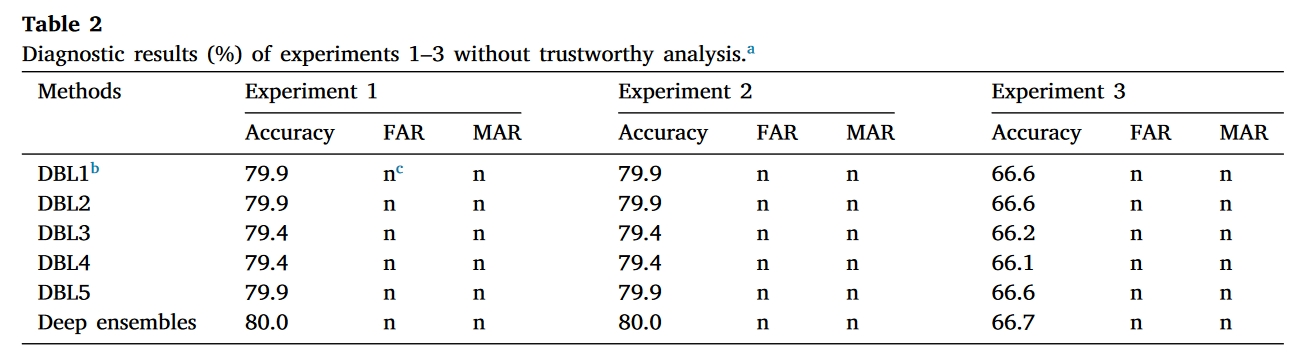 Table 2
Diagnostic results (%) of experiments 1–3 without trustworthy analysis.a
Methods Experiment 1 Experiment 2 Experiment 3
Accuracy FAR MAR Accuracy FAR MAR Accuracy FAR MAR
DBL1b 79.9 nc n 79.9 n n 66.6 n n
DBL2 79.9 n n 79.9 n n 66.6 n n
DBL3 79.4 n n 79.4 n n 66.2 n n
DBL4 79.4 n n 79.4 n n 66.1 n n
DBL5 79.9 n n 79.9 n n 66.6 n n
Deep ensembles 80.0 n n 80.0 n n 66.7 n n